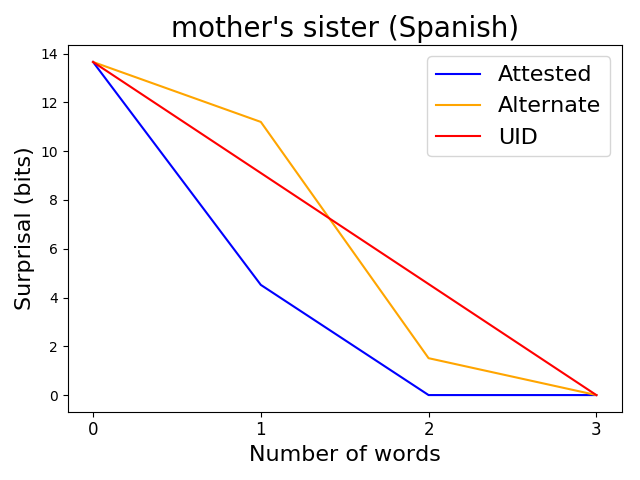 mother's sister (Spanish)
14
12
10
8
6
4
2
0
Surprisal (bits)
Attested
Alternate
UID
0 1 2 3
Number of words